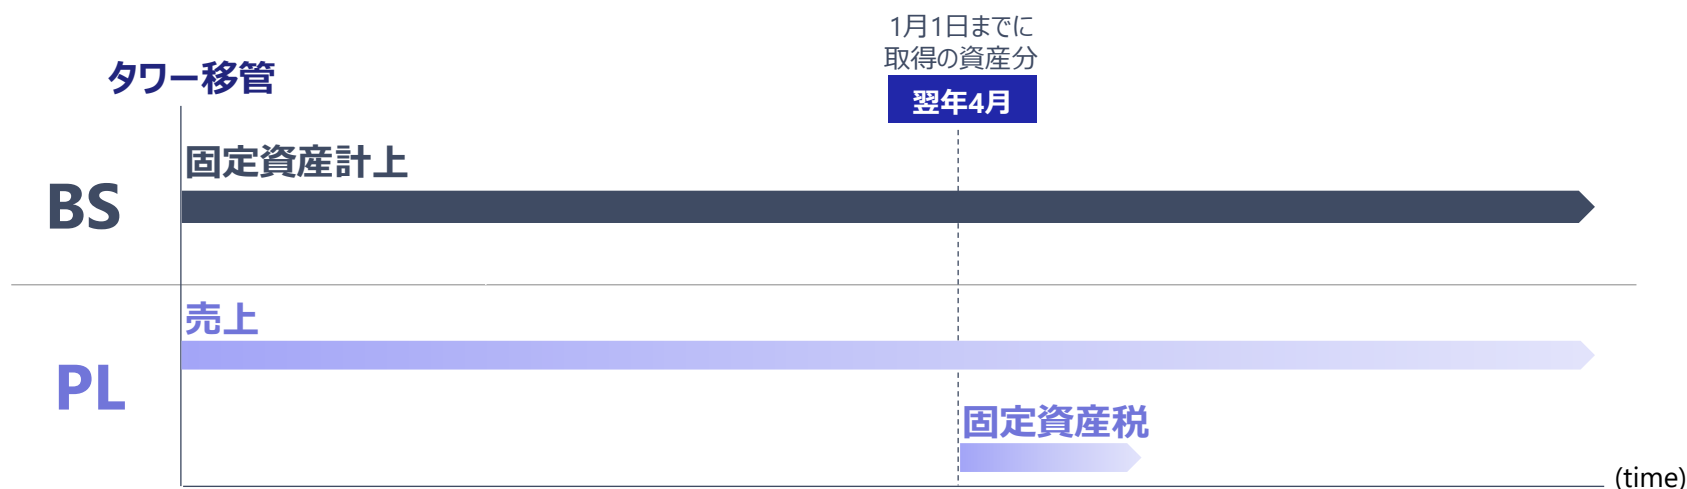 1月1日までに
取得の資産分
翌年4月
タワー移管
固定資産計上
BS
売上
PL
固定資産税
(time)